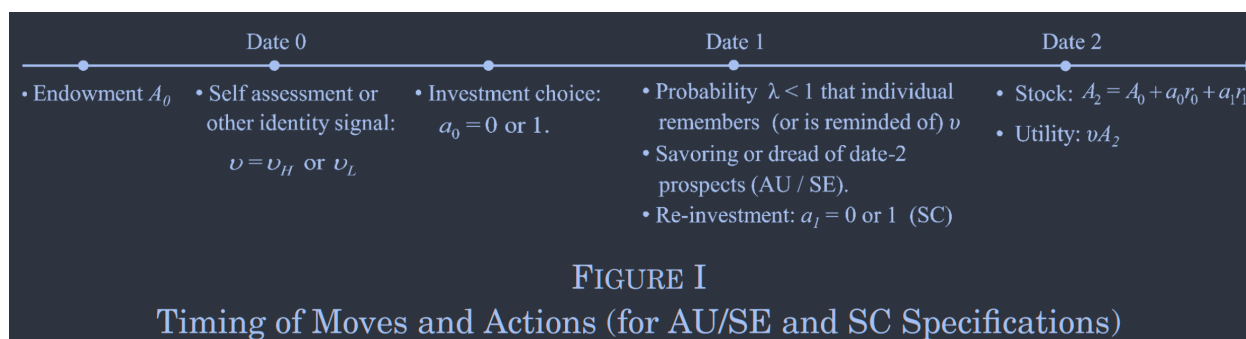 Date 0
Date 1
Date 2
• Endowment A₀
• Self assessment or
other identity signal:
υ = υ_H or υ_L
• Investment choice:
a₀ = 0 or 1.
• Probability λ < 1 that individual
remembers (or is reminded of) υ
• Savoring or dread of date-2
prospects (AU / SE).
• Re-investment: a₁ = 0 or 1 (SC)
• Stock: A₂ = A₀ + a₀r₀ + a₁r₁
• Utility: υA₂
FIGURE I
Timing of Moves and Actions (for AU/SE and SC Specifications)